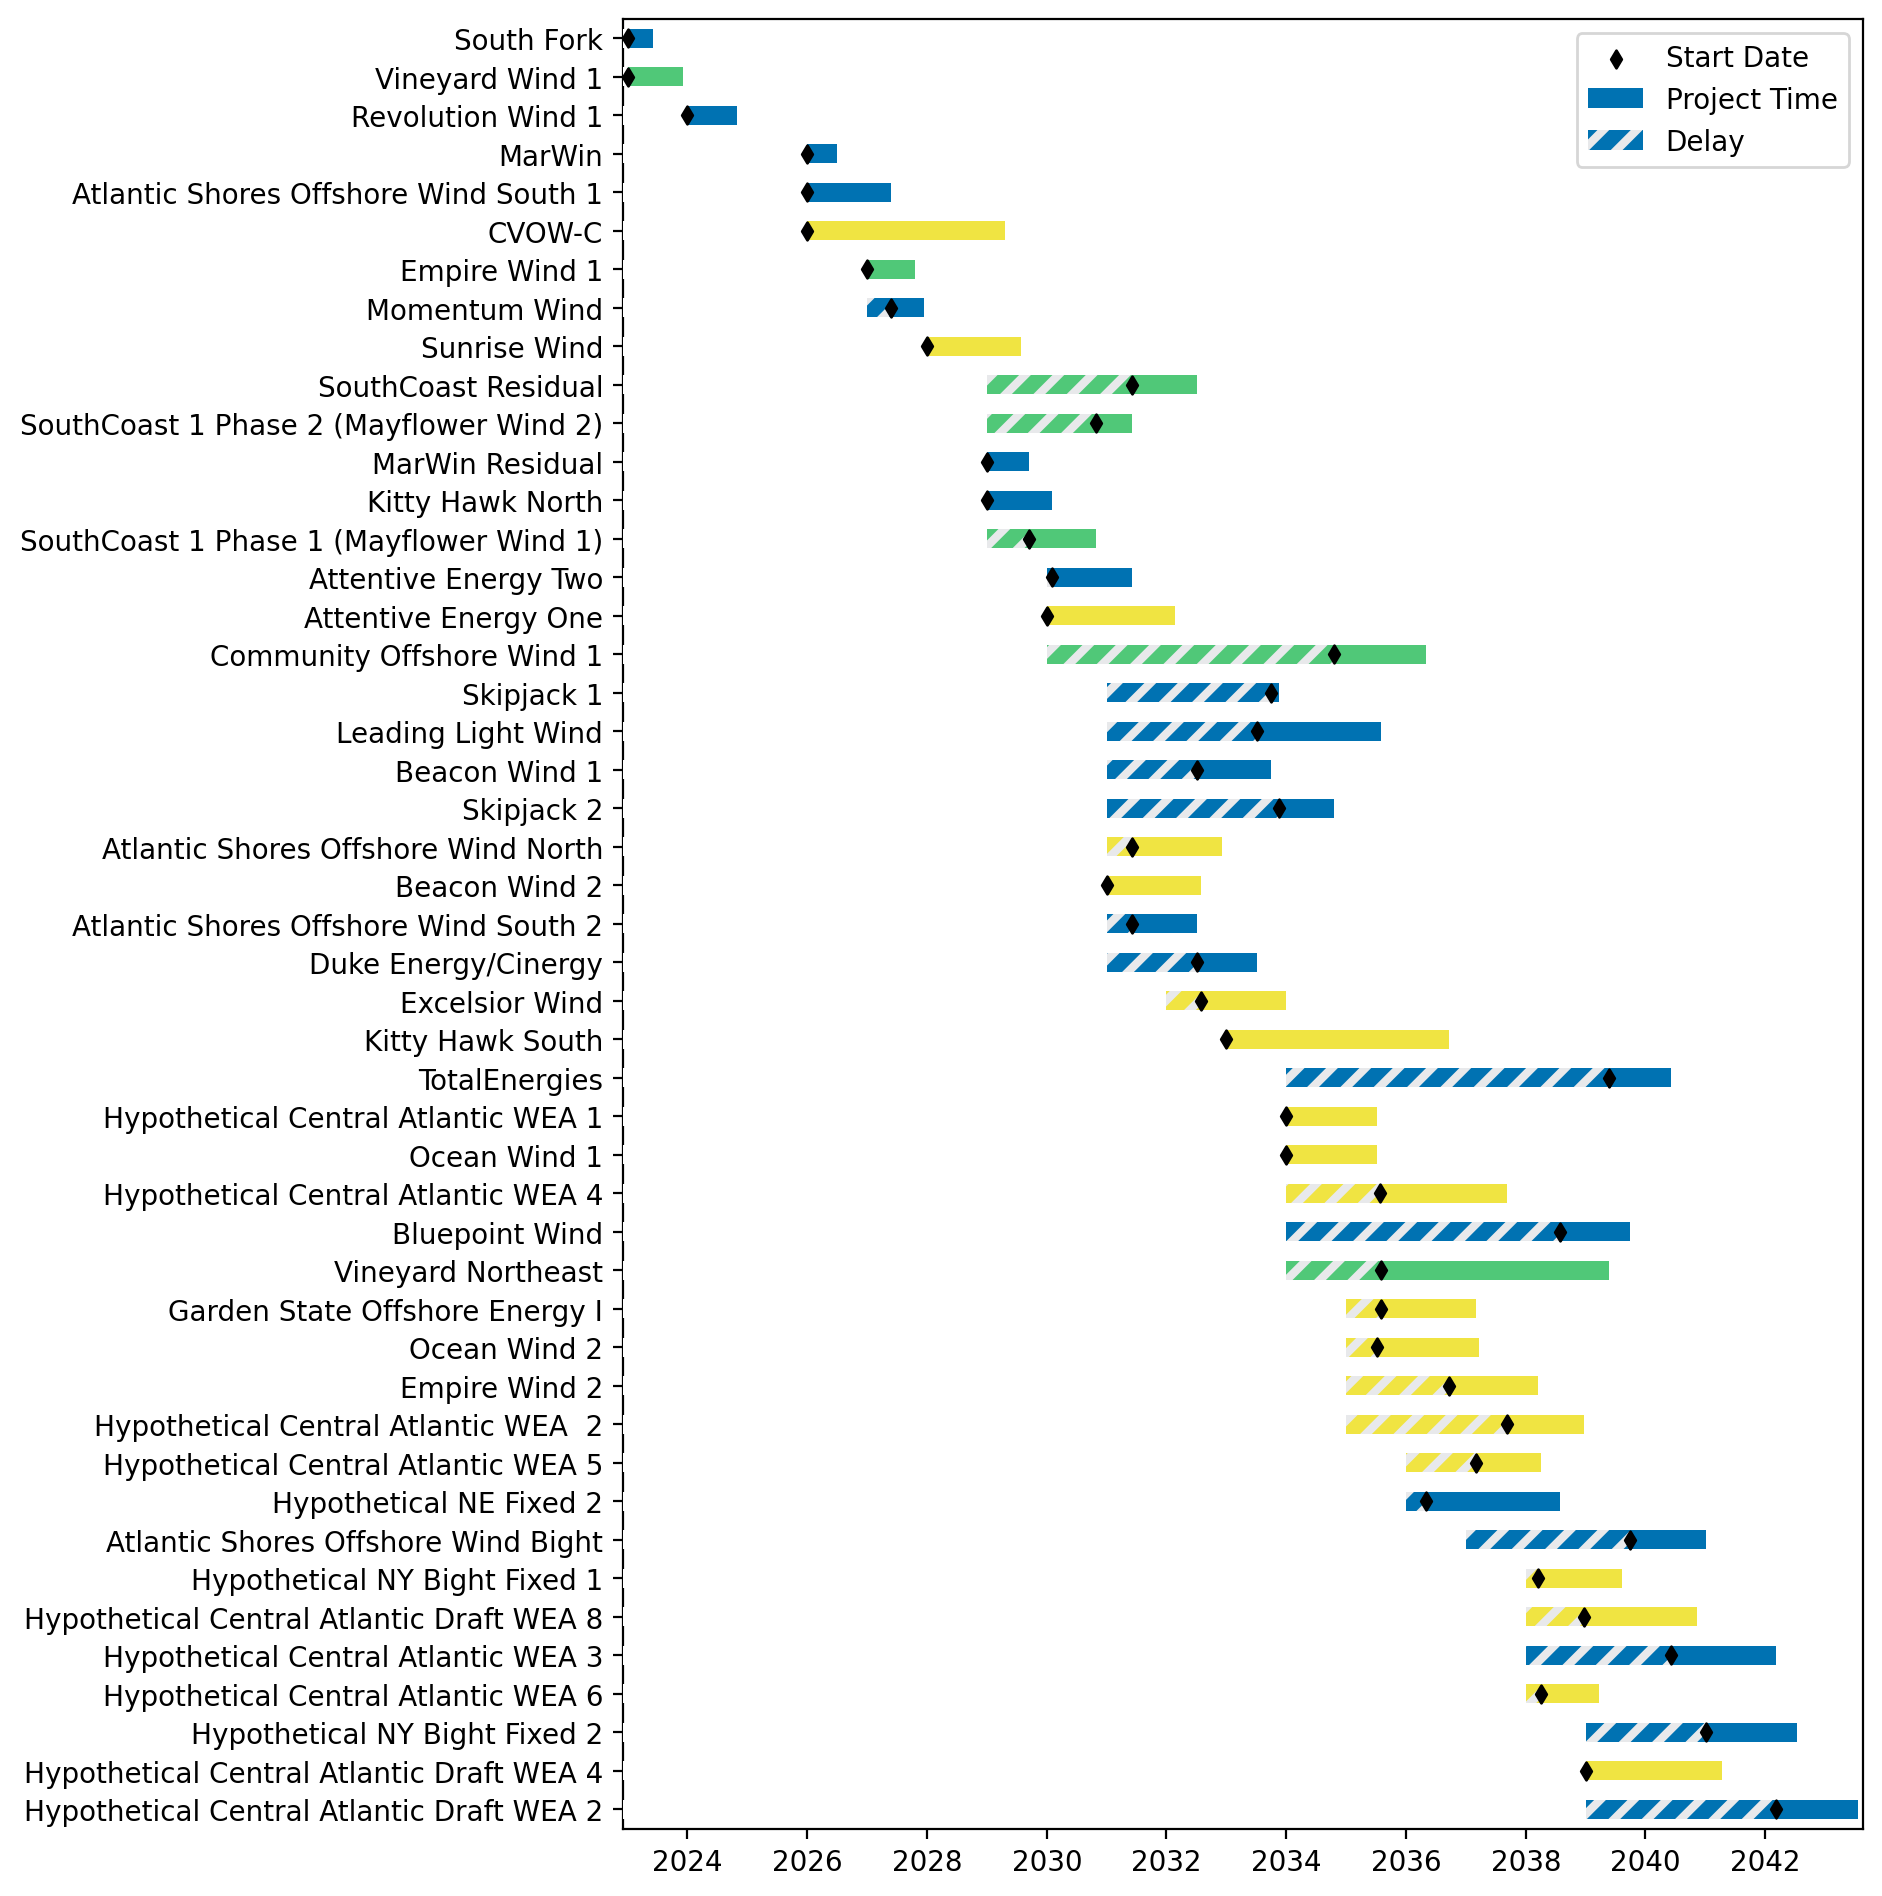 South Fork
Vineyard Wind 1
Revolution Wind 1
MarWin
Atlantic Shores Offshore Wind South 1
CVOW-C
Empire Wind 1
Momentum Wind
Sunrise Wind
SouthCoast Residual
SouthCoast 1 Phase 2 (Mayflower Wind 2)
MarWin Residual
Kitty Hawk North
SouthCoast 1 Phase 1 (Mayflower Wind 1)
Attentive Energy Two
Attentive Energy One
Community Offshore Wind 1
Skipjack 1
Leading Light Wind
Beacon Wind 1
Skipjack 2
Atlantic Shores Offshore Wind North
Beacon Wind 2
Atlantic Shores Offshore Wind South 2
Duke Energy/Cinergy
Excelsior Wind
Kitty Hawk South
TotalEnergies
Hypothetical Central Atlantic WEA 1
Ocean Wind 1
Hypothetical Central Atlantic WEA 4
Bluepoint Wind
Vineyard Northeast
Garden State Offshore Energy I
Ocean Wind 2
Empire Wind 2
Hypothetical Central Atlantic WEA  2
Hypothetical Central Atlantic WEA 5
Hypothetical NE Fixed 2
Atlantic Shores Offshore Wind Bight
Hypothetical NY Bight Fixed 1
Hypothetical Central Atlantic Draft WEA 8
Hypothetical Central Atlantic WEA 3
Hypothetical Central Atlantic WEA 6
Hypothetical NY Bight Fixed 2
Hypothetical Central Atlantic Draft WEA 4
Hypothetical Central Atlantic Draft WEA 2
Start Date
Project Time
Delay
2024 2026 2028 2030 2032 2034 2036 2038 2040 2042